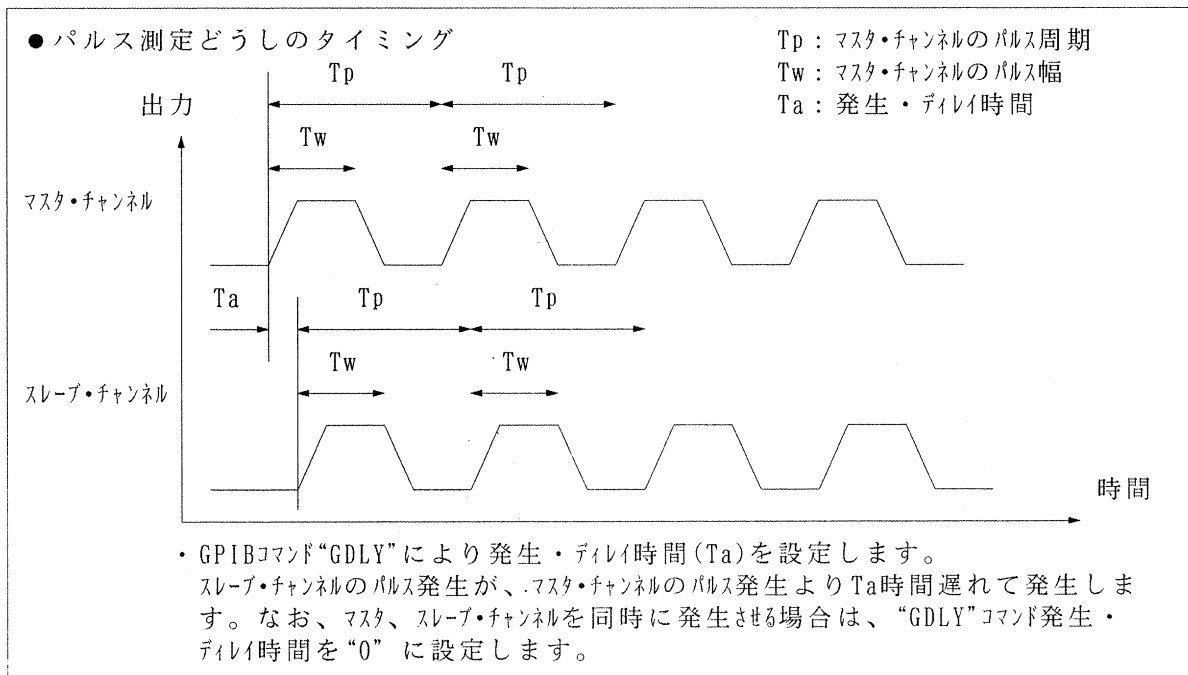 ●パルス測定どうしのタイミング
Tp：ﾏｽﾀ・ﾁｬﾝﾈﾙのﾊﾟﾙｽ周期
Tw：ﾏｽﾀ・ﾁｬﾝﾈﾙのﾊﾟﾙｽ幅
Ta：発生・ﾃﾞｨﾚｲ時間
Tp Tp
出力
Tw Tw
ﾏｽﾀ・ﾁｬﾝﾈﾙ
Ta Tp Tp
Tw Tw
ｽﾚｰﾌﾞ・ﾁｬﾝﾈﾙ
時間
・GPIBｺﾏﾝﾄﾞ“GDLY”により発生・ﾃﾞｨﾚｲ時間(Ta)を設定します。
ｽﾚｰﾌﾞ・ﾁｬﾝﾈﾙのﾊﾟﾙｽ発生が、ﾏｽﾀ・ﾁｬﾝﾈﾙのﾊﾟﾙｽ発生よりTa時間遅れて発生しま
す。なお、ﾏｽﾀ、ｽﾚｰﾌﾞ・ﾁｬﾝﾈﾙを同時に発生させる場合は、“GDLY”ｺﾏﾝﾄﾞ発生・
ﾃﾞｨﾚｲ時間を“0”に設定します。